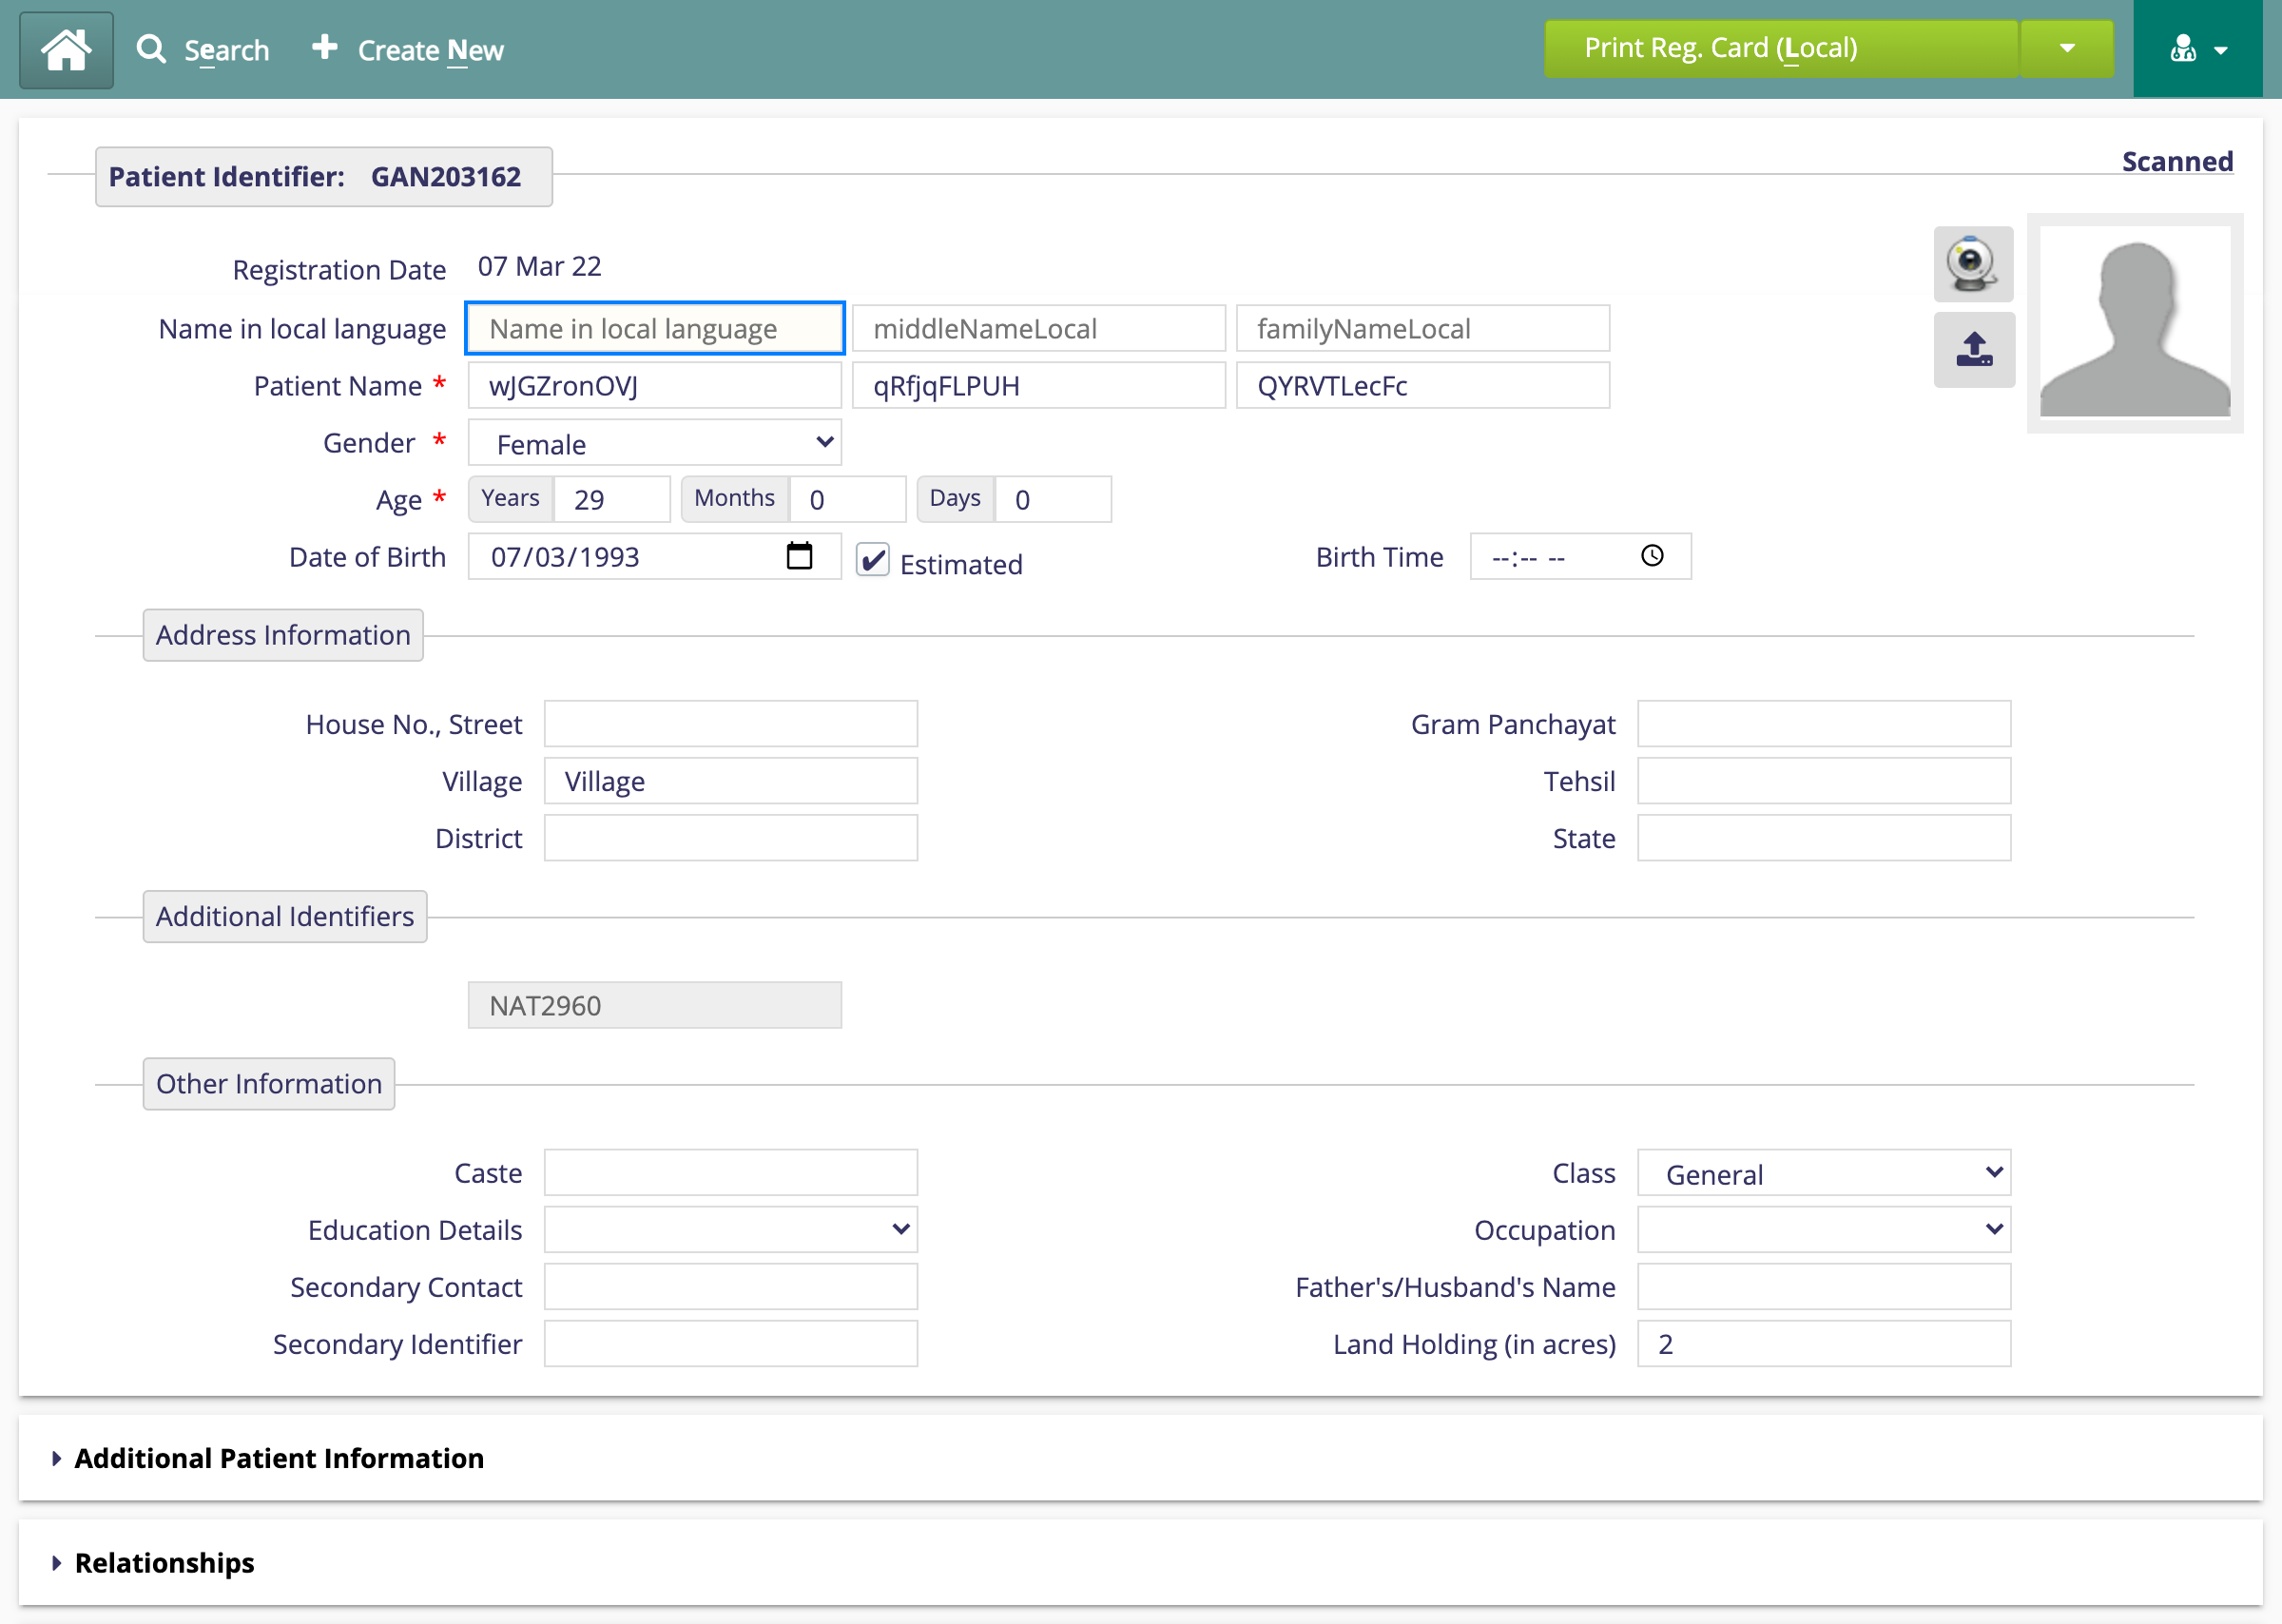 Search
Create New
Print Reg. Card (Local)
Patient Identifier: GAN203162
Scanned
Registration Date 07 Mar 22
Name in local language Name in local language middleNameLocal familyNameLocal
Patient Name * wJGZronOVJ qRfjqFLPUH QYRVTLecFc
Gender * Female
Age * Years 29 Months 0 Days 0
Date of Birth 07/03/1993 Estimated Birth Time --:-- --
Address Information
House No., Street Gram Panchayat
Village Village Tehsil
District State
Additional Identifiers
NAT2960
Other Information
Caste Class General
Education Details Occupation
Secondary Contact Father's/Husband's Name
Secondary Identifier Land Holding (in acres) 2
Additional Patient Information
Relationships